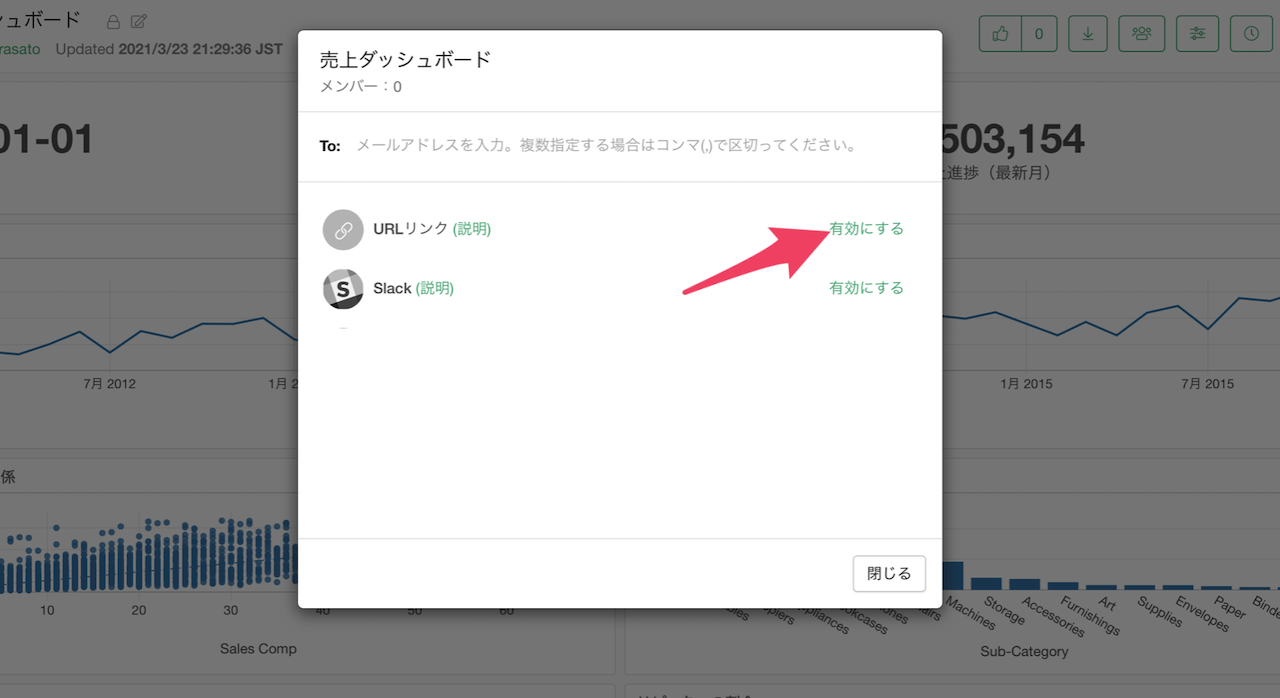 ュボード
rasato Updated 2021/3/23 21:29:36 JST
0
01-01
503,154
進捗（最新月）
売上ダッシュボード
メンバー：0
To: メールアドレスを入力。複数指定する場合はコンマ(,)で区切ってください。
URLリンク (説明) 有効にする
S Slack (説明) 有効にする
閉じる
7月 2012
1月 2
1月 2015
7月 2015
係
10 20 30 40 50 60
Sales Comp
Machines
Storage
Accessories
Furnishings
Art
Supplies
Envelopes
Paper
Binde
Sub-Category